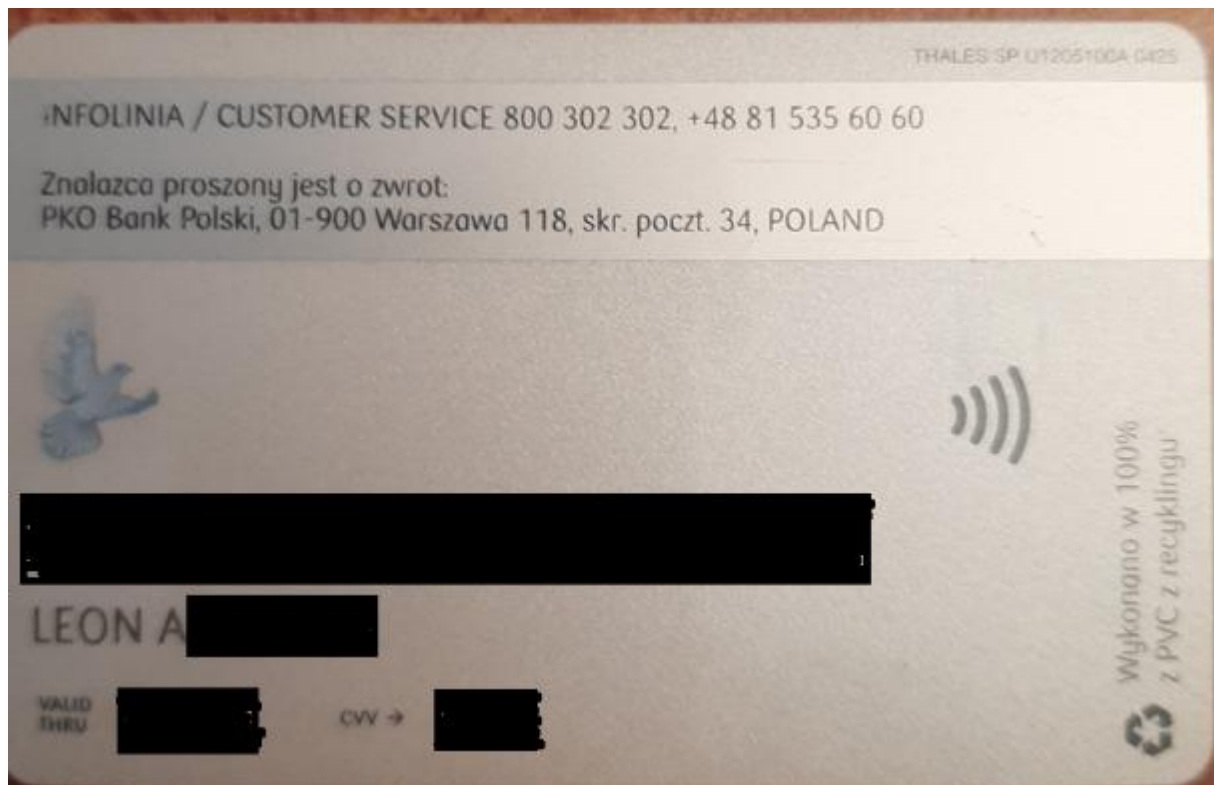 THALES SP U1205100A 0425
INFOLINIA / CUSTOMER SERVICE 800 302 302, +48 81 535 60 60
Znalazca proszony jest o zwrot:
PKO Bank Polski, 01-900 Warszawa 118, skr. poczt. 34, POLAND
LEON A
VALID
THRU
CVV →
Wykonano w 100%
z PVC z recyklingu